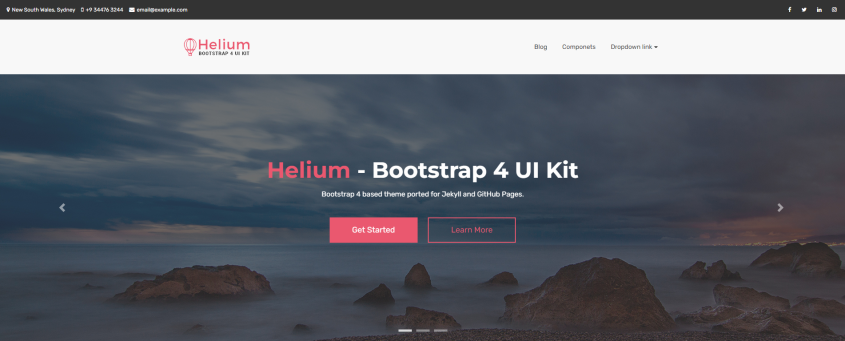 New South Wales, Sydney +9 34476 3244 email@example.com
Helium
BOOTSTRAP 4 UI KIT
Blog Componets Dropdown link
Helium - Bootstrap 4 UI Kit
Bootstrap 4 based theme ported for Jekyll and GitHub Pages.
Get Started Learn More